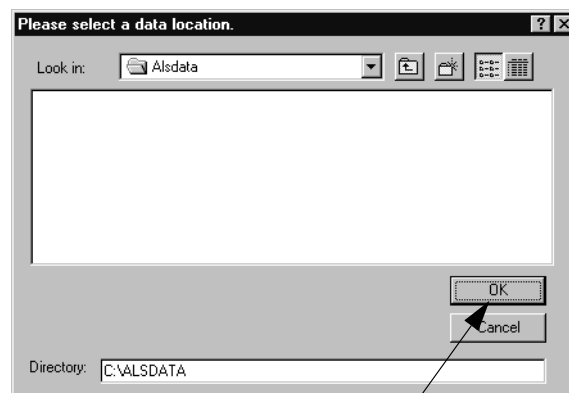 Please select a data location.
Look in: Alsdata
OK
Cancel
Directory: C:\ALSDATA